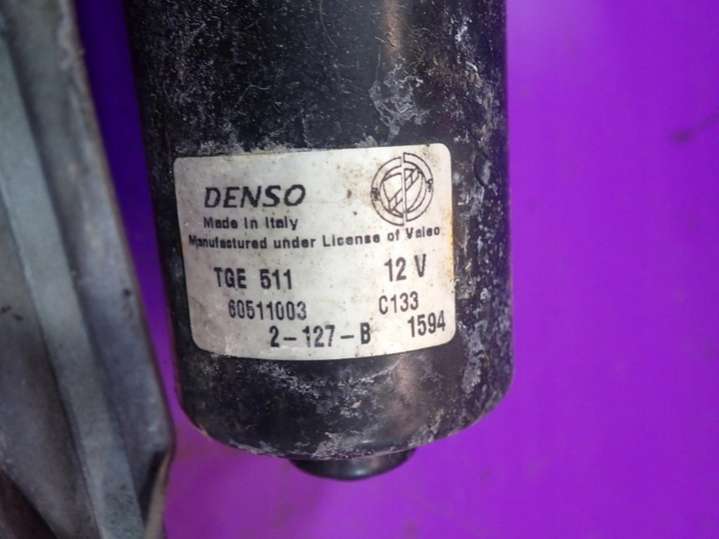 DENSO
Made in Italy
Manufactured under License of Valeo
TGE 511 12 V
60511003 C133
2-127-B 1594